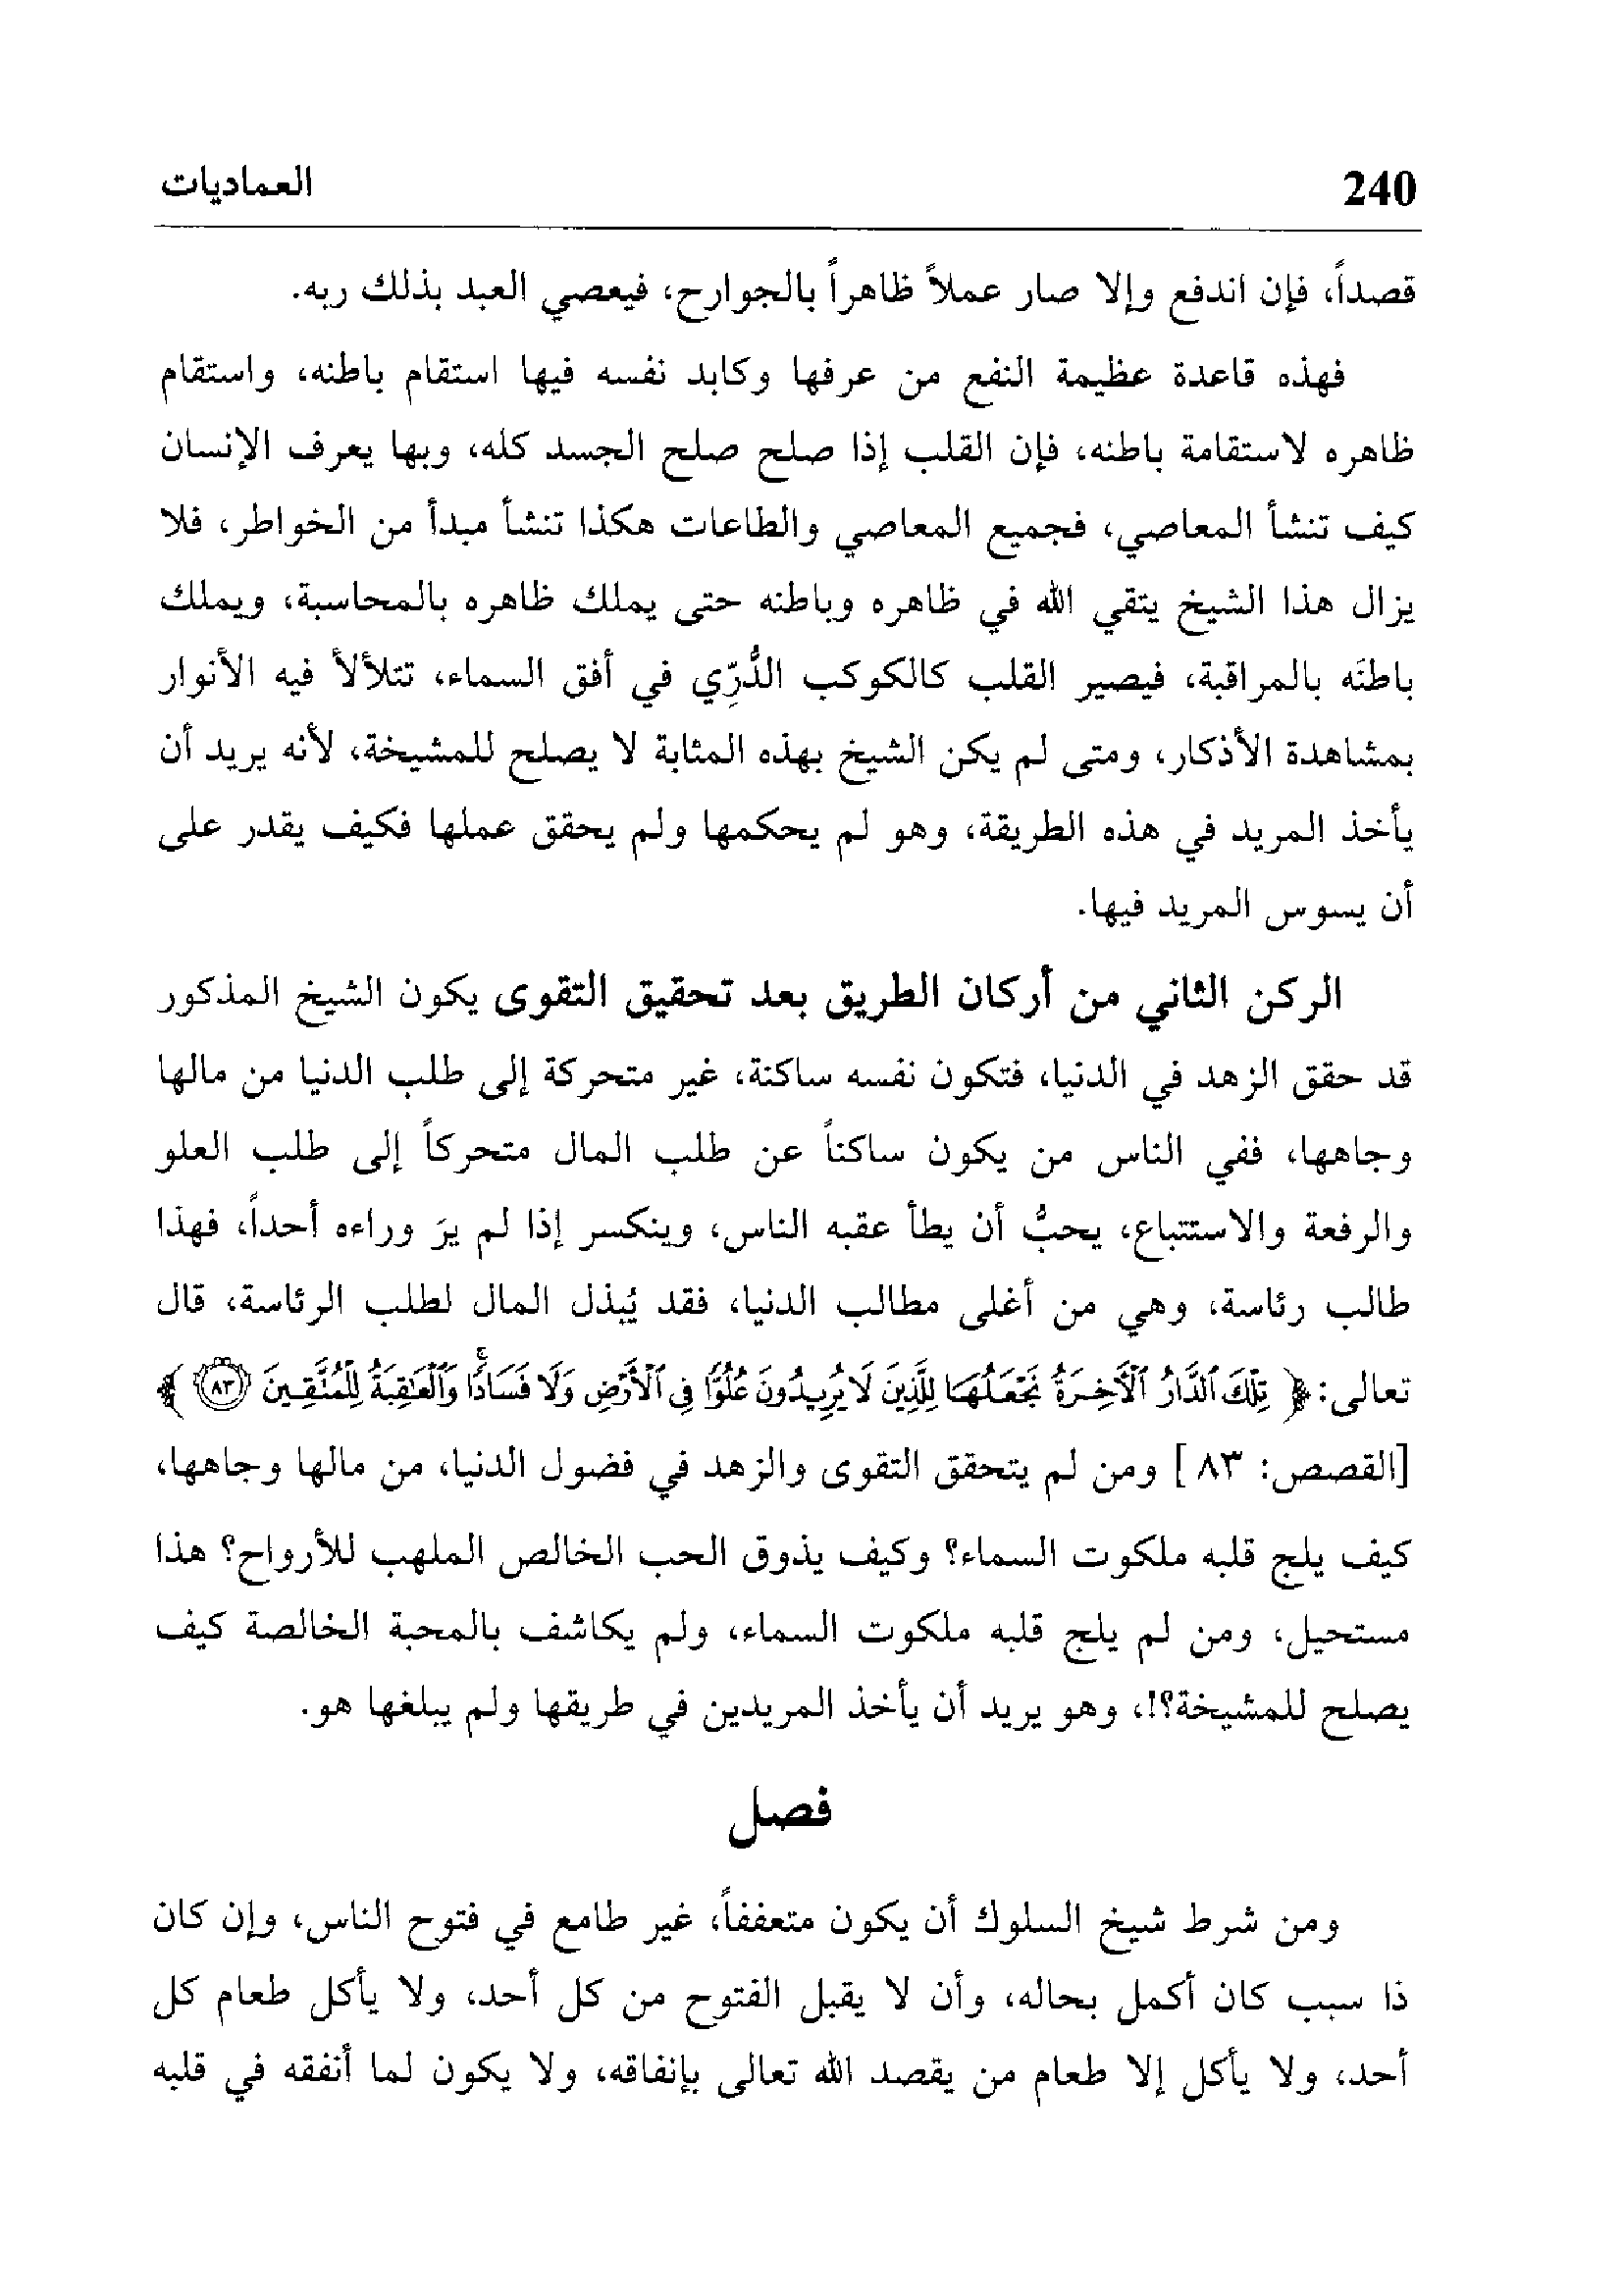 240 العماديات
قصداً، فإن اندفع وإلا صار عملاً ظاهراً بالجوارح، فيعصي العبد بذلك ربه.
فهذه قاعدة عظيمة النفع من عرفها وكابد نفسه فيها استقام باطنه، واستقام
ظاهره لاستقامة باطنه، فإن القلب إذا صلح صلح الجسد كله، وبها يعرف الإنسان
كيف تنشأ المعاصي، فجميع المعاصي والطاعات هكذا تنشأ مبدأ من الخواطر، فلا
يزال هذا الشيخ يتقي الله في ظاهره وباطنه حتى يملك ظاهره بالمحاسبة، ويملك
باطنَه بالمراقبة، فيصير القلب كالكوكب الدُّرِّي في أفق السماء، تتلألأ فيه الأنوار
بمشاهدة الأذكار، ومتى لم يكن الشيخ بهذه المثابة لا يصلح للمشيخة، لأنه يريد أن
يأخذ المريد في هذه الطريقة، وهو لم يحكمها ولم يحقق عملها فكيف يقدر على
أن يسوس المريد فيها.
الركن الثاني من أركان الطريق بعد تحقيق التقوى يكون الشيخ المذكور
قد حقق الزهد في الدنيا، فتكون نفسه ساكنة، غير متحركة إلى طلب الدنيا من مالها
وجاهها، ففي الناس من يكون ساكناً عن طلب المال متحركاً إلى طلب العلو
والرفعة والاستتباع، يحبُّ أن يطأ عقبه الناس، وينكسر إذا لم يرَ وراءه أحداً، فهذا
طالب رئاسة، وهي من أغلى مطالب الدنيا، فقد يُبذل المال لطلب الرئاسة، قال
تعالى: ﴿ تِلْكَ ٱلدَّارُ ٱلْآخِرَةُ نَجْعَلُهَا لِلَّذِينَ لَا يُرِيدُونَ عُلُوًّا فِى ٱلْأَرْضِ وَلَا فَسَادًا ۚ وَٱلْعَٰقِبَةُ لِلْمُتَّقِينَ ٨٣ ﴾
[القصص: ٨٣] ومن لم يتحقق التقوى والزهد في فضول الدنيا، من مالها وجاهها،
كيف يلج قلبه ملكوت السماء؟ وكيف يذوق الحب الخالص الملهب للأرواح؟ هذا
مستحيل، ومن لم يلج قلبه ملكوت السماء، ولم يكاشف بالمحبة الخالصة كيف
يصلح للمشيخة؟!، وهو يريد أن يأخذ المريدين في طريقها ولم يبلغها هو.
فصل
ومن شرط شيخ السلوك أن يكون متعففاً، غير طامع في فتوح الناس، وإن كان
ذا سبب كان أكمل بحاله، وأن لا يقبل الفتوح من كل أحد، ولا يأكل طعام كل
أحد، ولا يأكل إلا طعام من يقصد الله تعالى بإنفاقه، ولا يكون لما أنفقه في قلبه